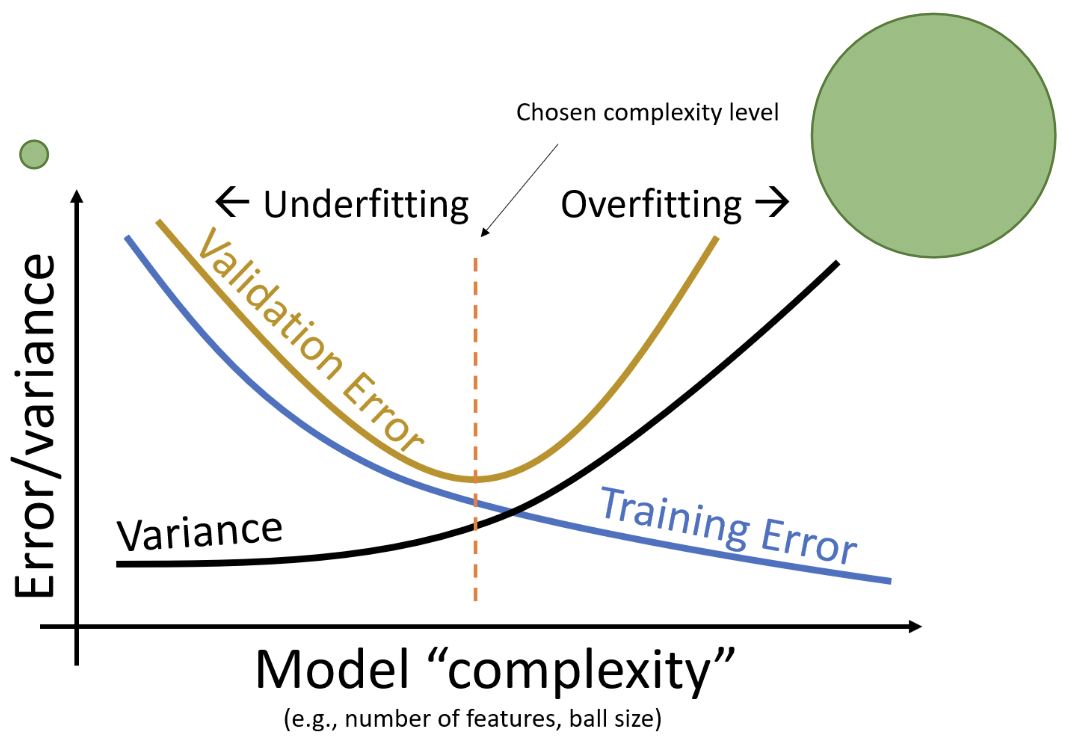 Chosen complexity level
← Underfitting
Overfitting →
Validation Error
Error/variance
Variance
Training Error
Model “complexity”
(e.g., number of features, ball size)